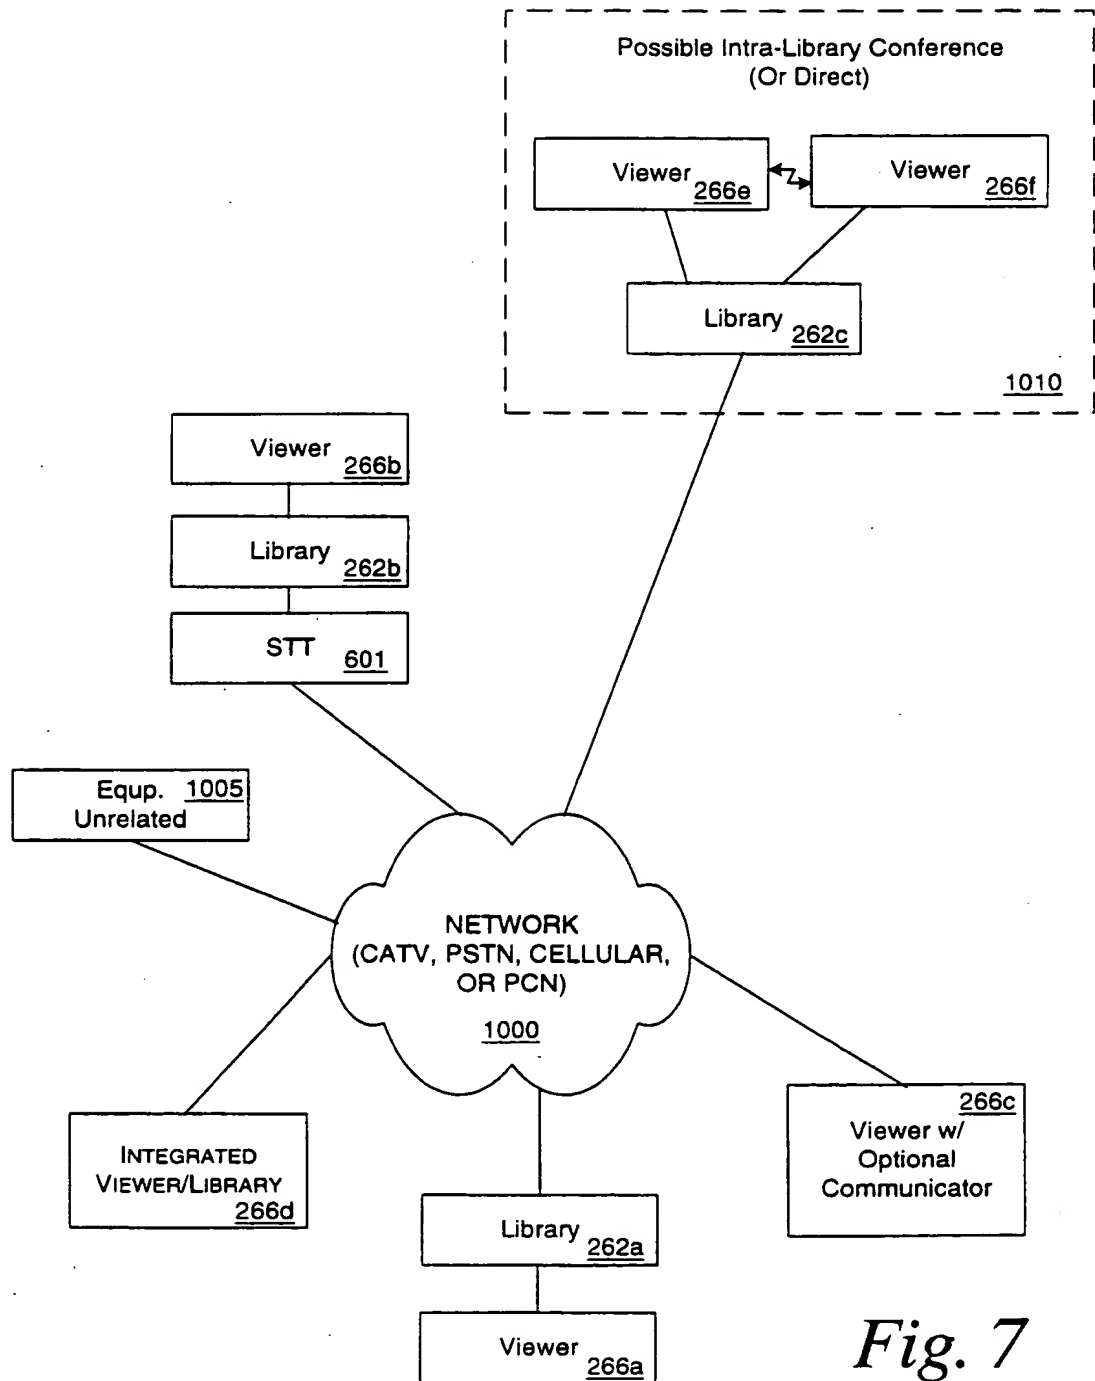 Possible Intra-Library Conference
(Or Direct)
Viewer 266e
Viewer 266f
Library 262c
1010
Viewer 266b
Library 262b
STT 601
Equp. 1005
Unrelated
NETWORK
(CATV, PSTN, CELLULAR,
OR PCN)
1000
266c
Viewer w/
Optional
Communicator
INTEGRATED
VIEWER/LIBRARY
266d
Library 262a
Viewer 266a
Fig. 7